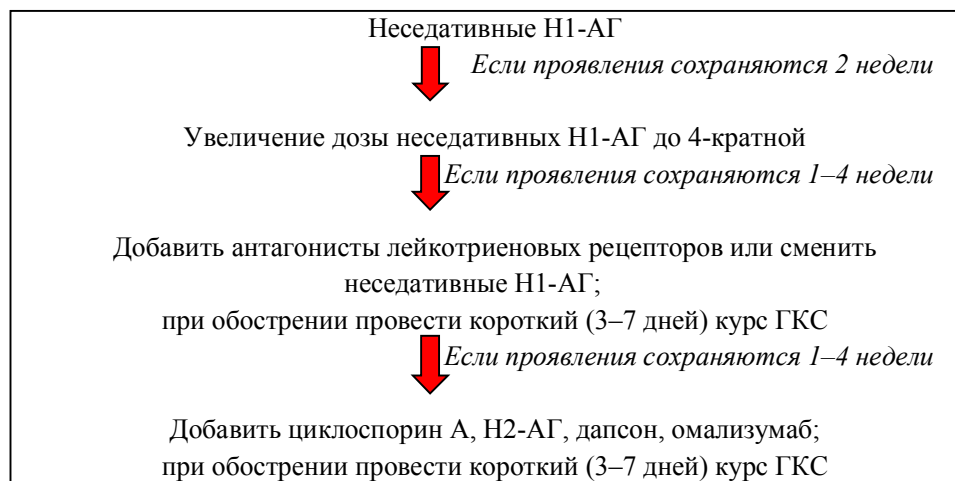 Неседативные Н1-АГ
Если проявления сохраняются 2 недели
Увеличение дозы неседативных Н1-АГ до 4-кратной
Если проявления сохраняются 1–4 недели
Добавить антагонисты лейкотриеновых рецепторов или сменить
неседативные Н1-АГ;
при обострении провести короткий (3–7 дней) курс ГКС
Если проявления сохраняются 1–4 недели
Добавить циклоспорин А, Н2-АГ, дапсон, омализумаб;
при обострении провести короткий (3–7 дней) курс ГКС